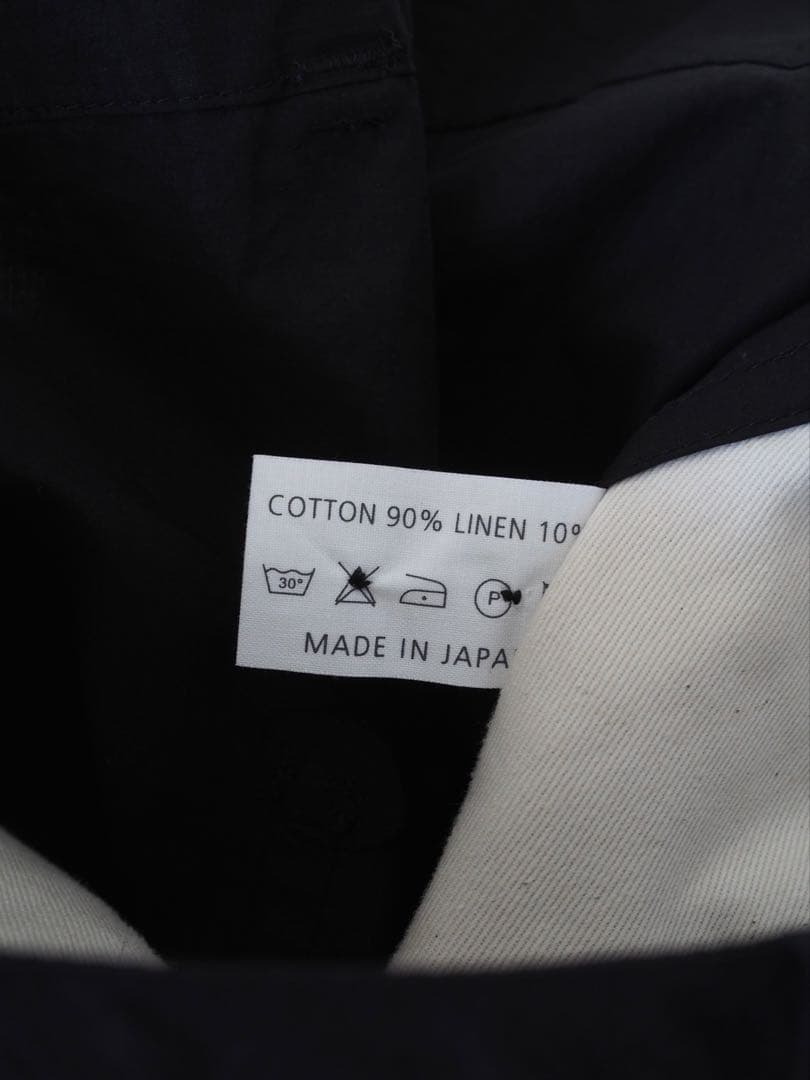 COTTON 90% LINEN 10%
30°
P
MADE IN JAPA